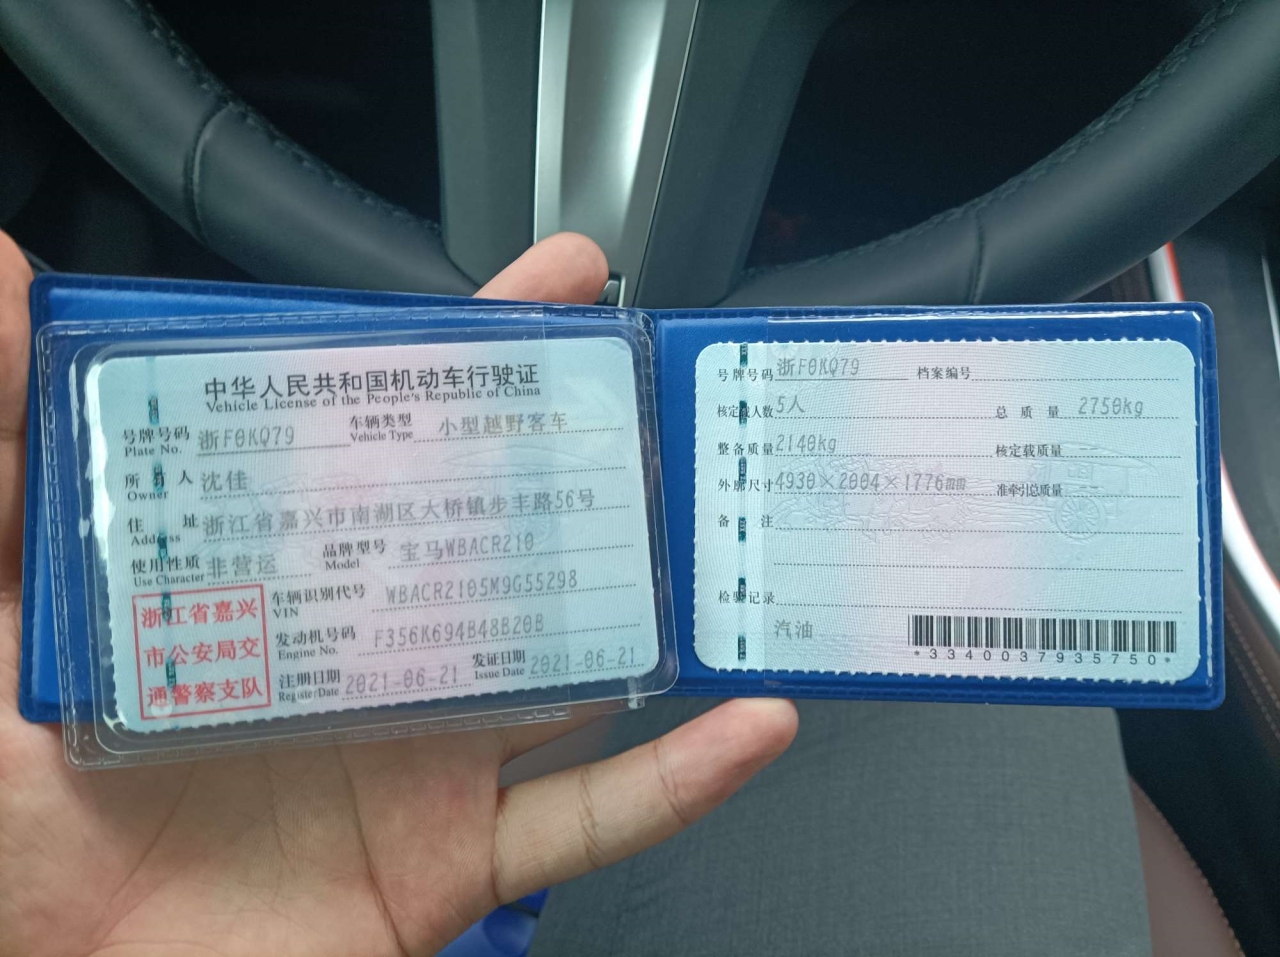 中华人民共和国机动车行驶证
Vehicle License of the People's Republic of China
号牌号码 浙F0KQ79 车辆类型 小型越野客车
Plate No. Vehicle Type
所有人 沈佳
Owner
住址 浙江省嘉兴市南湖区大桥镇步丰路56号
Address
使用性质 非营运 品牌型号 宝马WBACR210
Use Character Model
浙江省嘉兴
市公安局交
通警察支队
车辆识别代号 WBACR2105M9G55298
VIN
发动机号码 F356K694B48B20B
Engine No.
注册日期 2021-06-21 发证日期 2021-06-21
Register Date Issue Date
号牌号码 浙F0KQ79 档案编号
核定载人数 5人 总质量 2750kg
整备质量 2140kg 核定载质量 --
外廓尺寸 4930×2004×1776mm 准牵引总质量 --
备注
检验记录
汽油
*3340037935750*